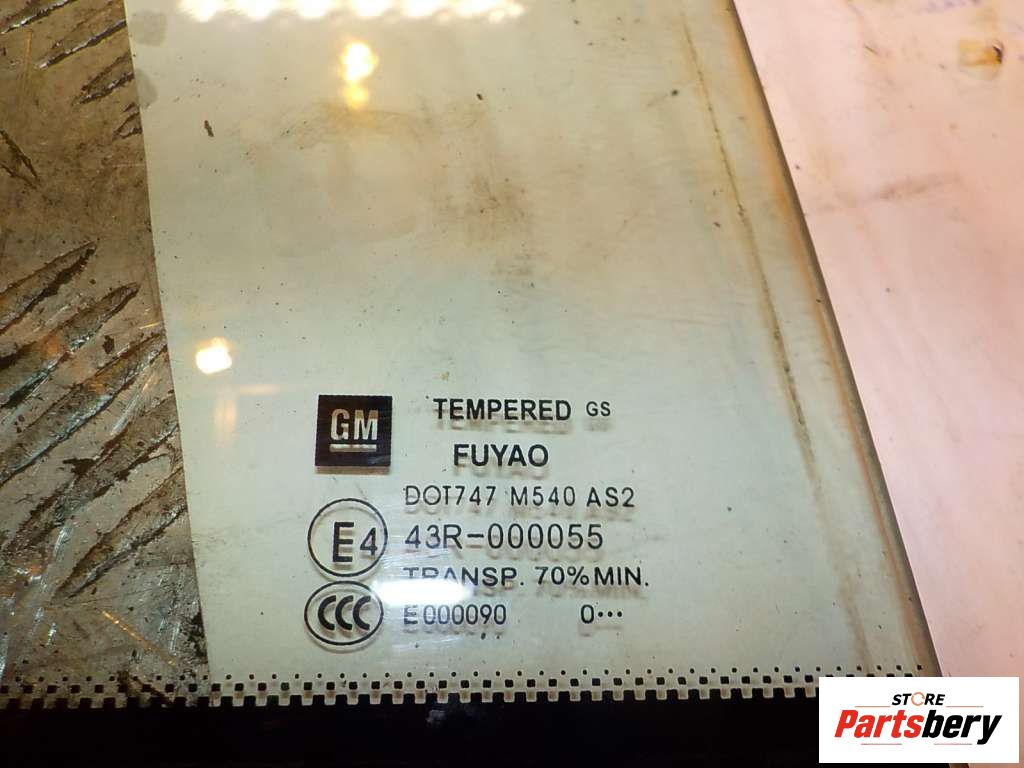 GM
TEMPERED GS
FUYAO
DOT747 M540 AS2
E4
43R-000055
TRANSP. 70% MIN.
CCC
E000090 0•••
STORE
Partsbery